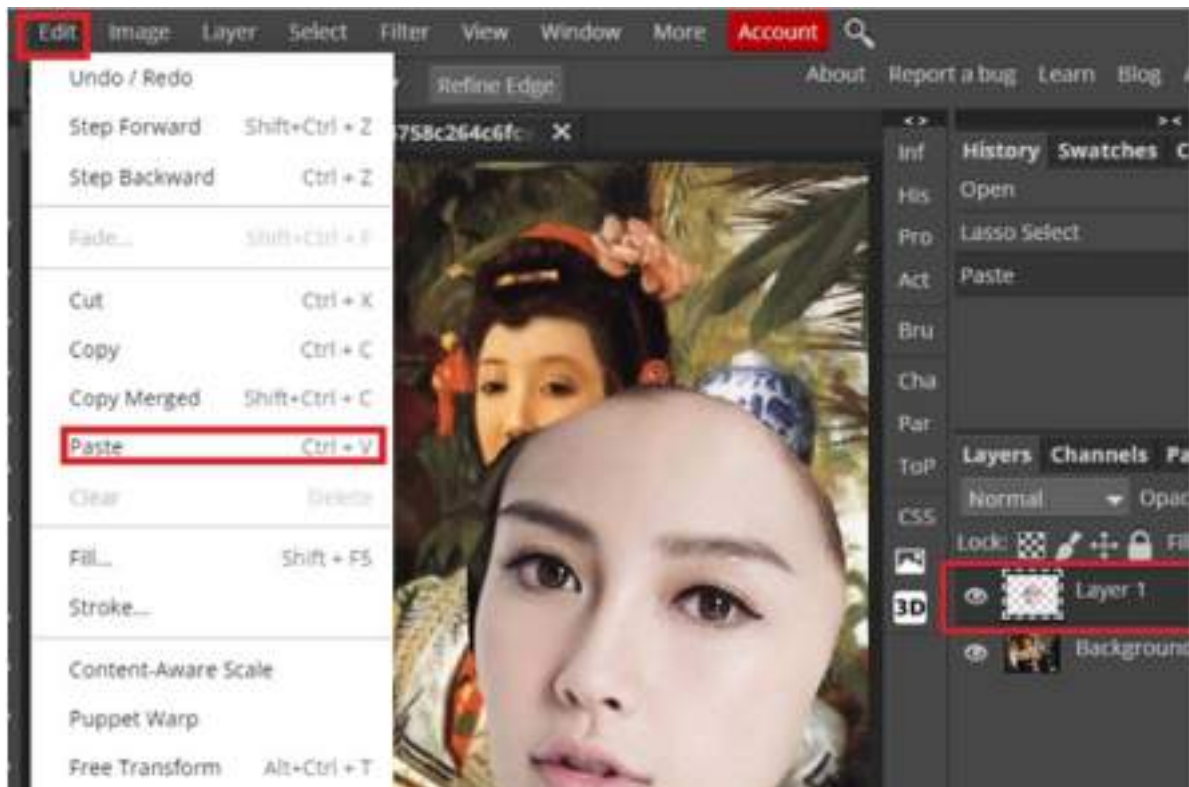 Edit Image Layer Select Filter View Window More Account
Refine Edge
About Report a bug Learn Blog
Undo / Redo
Step Forward Shift+Ctrl + Z
Step Backward Ctrl + Z
Fade... Shift+Ctrl + F
Cut Ctrl + X
Copy Ctrl + C
Copy Merged Shift+Ctrl + C
Paste Ctrl + V
Clear Delete
Fill... Shift + F5
Stroke...
Content-Aware Scale
Puppet Warp
Free Transform Alt+Ctrl + T
758c264c6fc
Inf
His
Pro
Act
Bru
Cha
Par
ToP
CSS
3D
History Swatches C
Open
Lasso Select
Paste
Layers Channels Pa
Normal Opac
Lock: Fil
Layer 1
Background